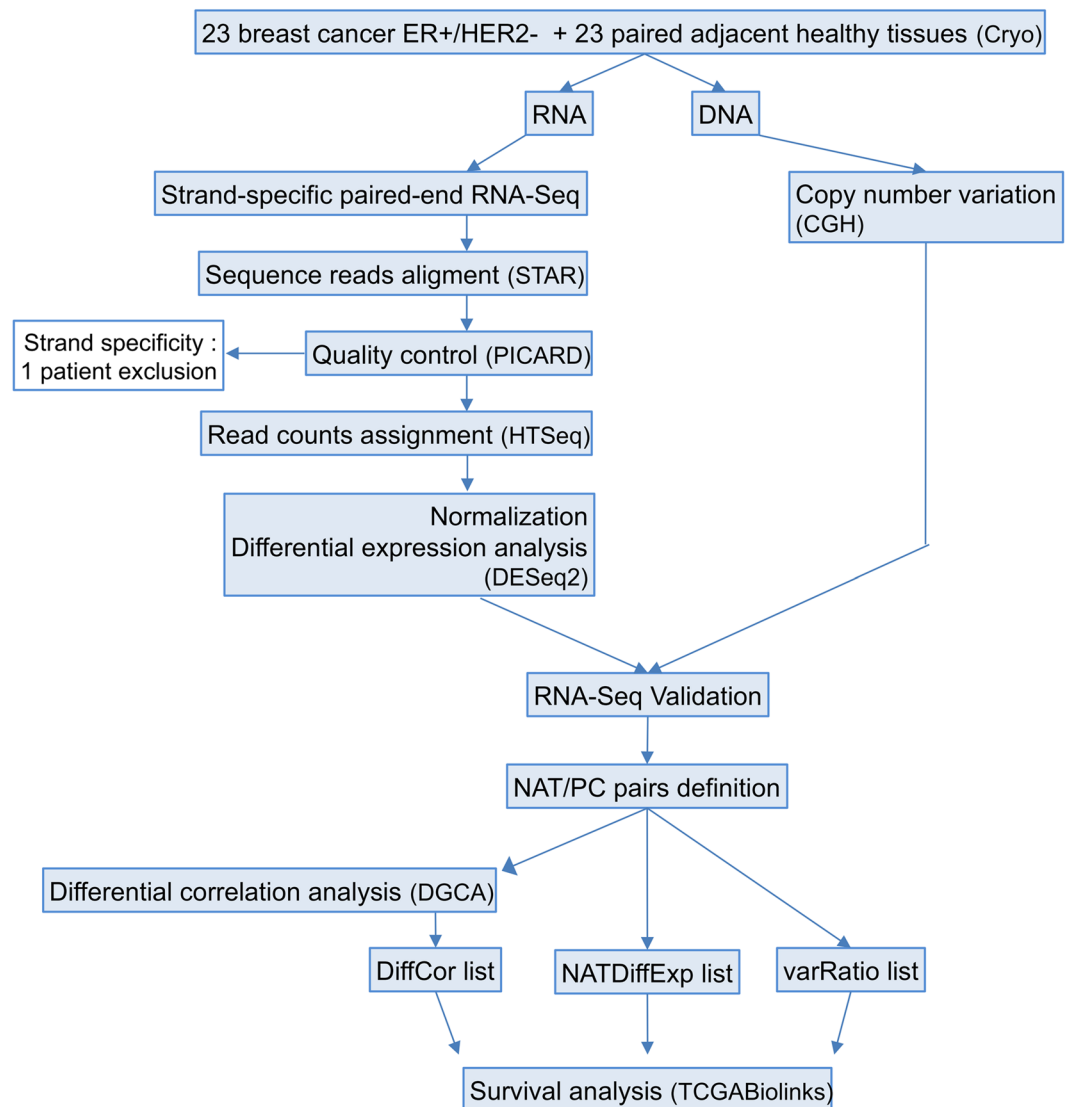 23 breast cancer ER+/HER2- + 23 paired adjacent healthy tissues (Cryo)
RNA
DNA
Strand-specific paired-end RNA-Seq
Copy number variation
(CGH)
Sequence reads aligment (STAR)
Strand specificity :
1 patient exclusion
Quality control (PICARD)
Read counts assignment (HTSeq)
Normalization
Differential expression analysis
(DESeq2)
RNA-Seq Validation
NAT/PC pairs definition
Differential correlation analysis (DGCA)
DiffCor list
NATDiffExp list
varRatio list
Survival analysis (TCGABiolinks)